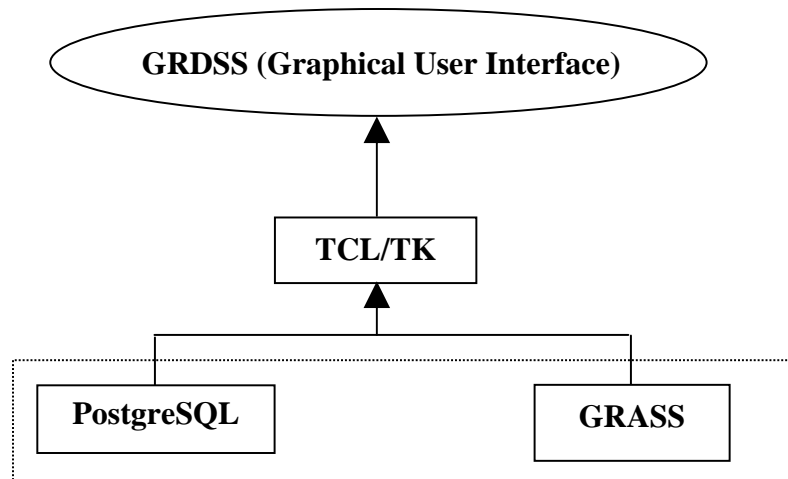 GRDSS (Graphical User Interface)
TCL/TK
PostgreSQL
GRASS